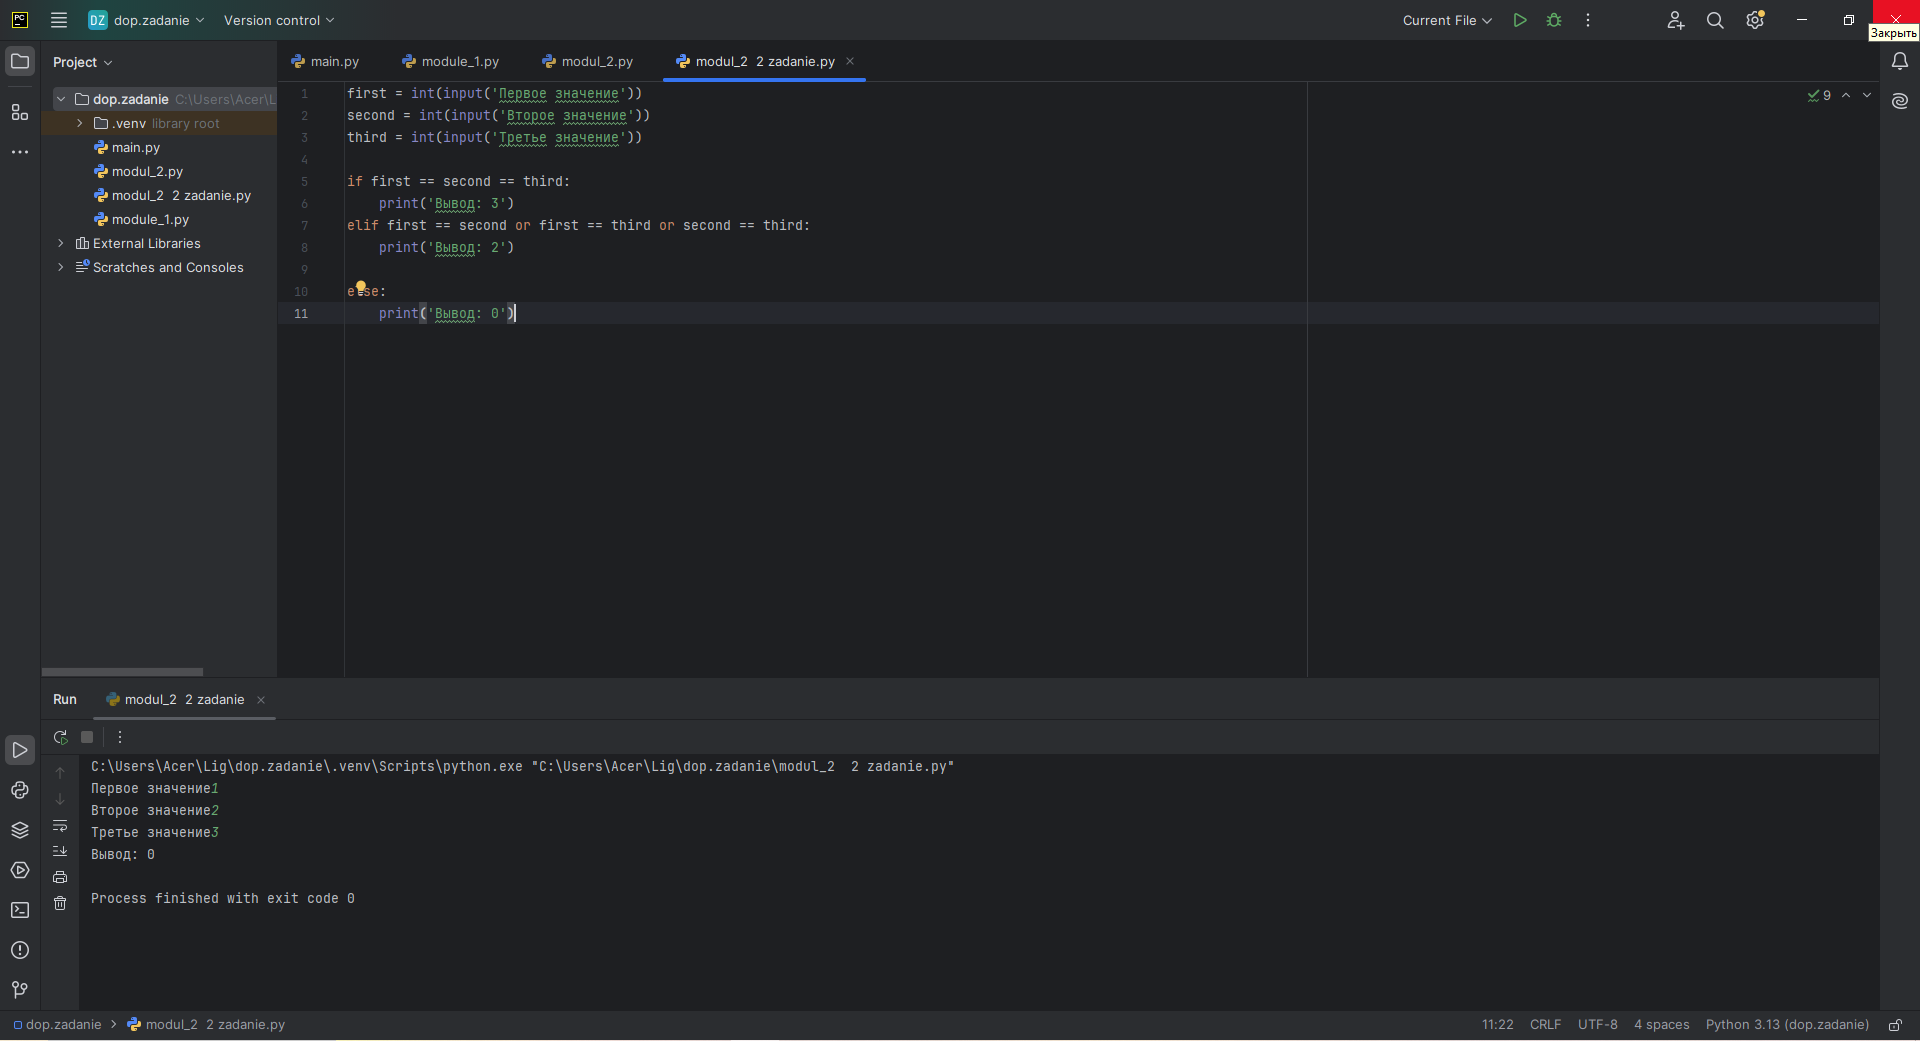 PC
DZ dop.zadanie Version control Current File
Закрыть
Project
main.py module_1.py modul_2.py modul_2 2 zadanie.py
dop.zadanie C:\Users\Acer\L
.venv library root
main.py
modul_2.py
modul_2 2 zadanie.py
module_1.py
External Libraries
Scratches and Consoles
9
1 first = int(input('Первое значение'))
2 second = int(input('Второе значение'))
3 third = int(input('Третье значение'))
4
5 if first == second == third:
6 print('Вывод: 3')
7 elif first == second or first == third or second == third:
8 print('Вывод: 2')
9
10 else:
11 print('Вывод: 0')
Run modul_2 2 zadanie
C:\Users\Acer\Lig\dop.zadanie\.venv\Scripts\python.exe "C:\Users\Acer\Lig\dop.zadanie\modul_2  2 zadanie.py"
Первое значение1
Второе значение2
Третье значение3
Вывод: 0
Process finished with exit code 0
dop.zadanie > modul_2 2 zadanie.py 11:22 CRLF UTF-8 4 spaces Python 3.13 (dop.zadanie)